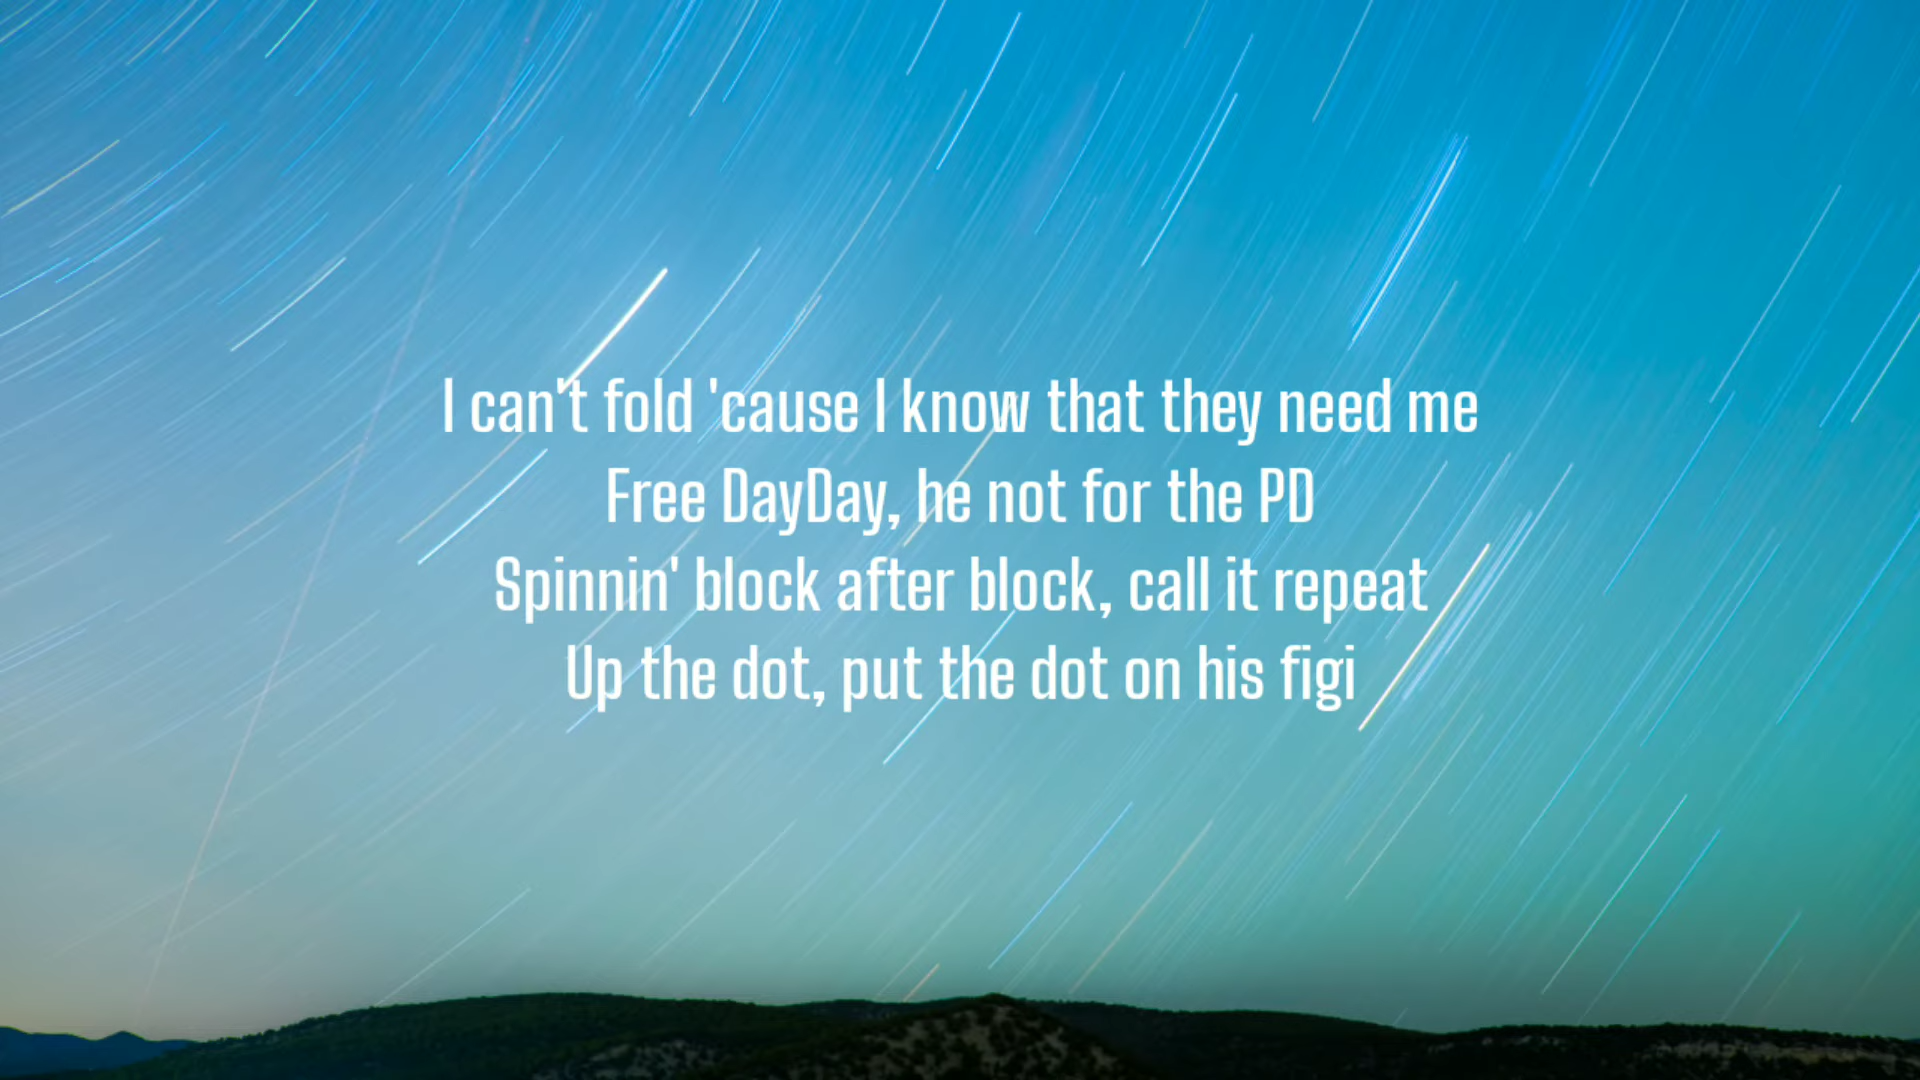 I can't fold 'cause I know that they need me
Free DayDay, he not for the PD
Spinnin' block after block, call it repeat
Up the dot, put the dot on his figi